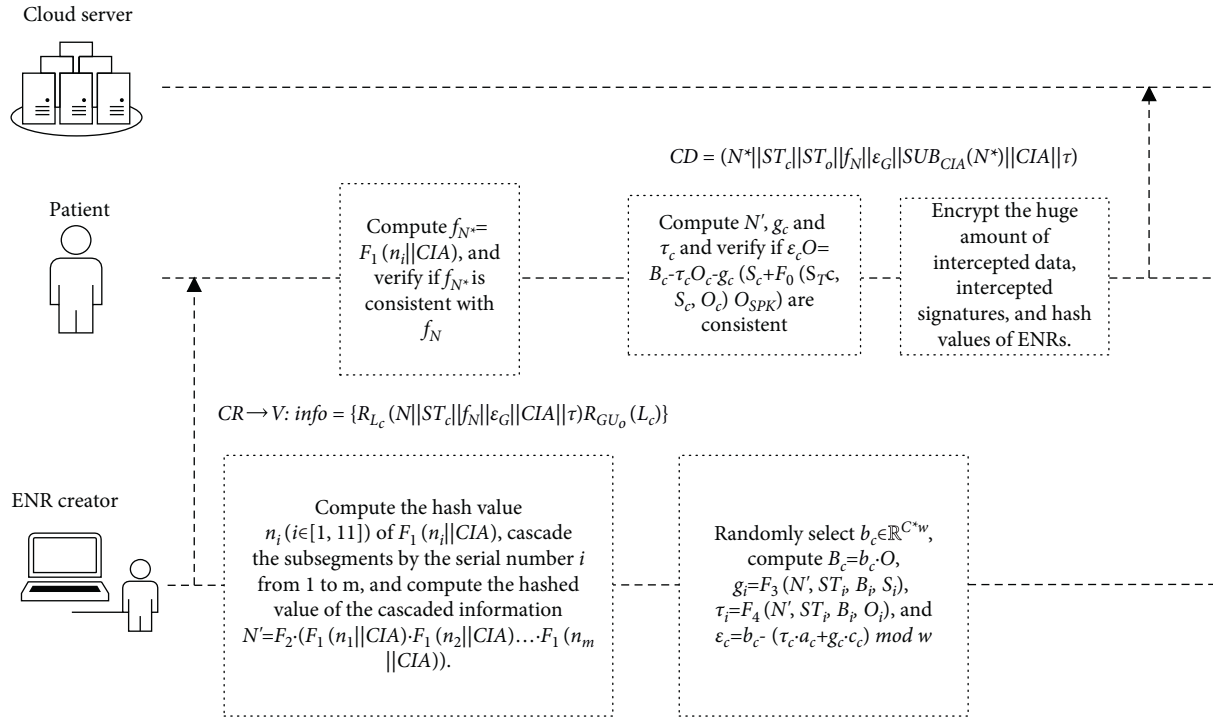 Cloud server
CD = (N*||ST_c||ST_o||f_N||ε_G||SUB_CIA(N*)||CIA||τ)
Patient
Compute f_N*=
F_1 (n_i||CIA), and
verify if f_N* is
consistent with
f_N
Compute N′, g_c and
τ_c and verify if ε_cO=
B_c-τ_cO_c-g_c (S_c+F_0 (S_Tc,
S_c, O_c) O_SPK) are
consistent
Encrypt the huge
amount of
intercepted data,
intercepted
signatures, and hash
values of ENRs.
CR→V: info = {R_L_c (N||ST_c||f_N||ε_G||CIA||τ)R_GU_o (L_c)}
ENR creator
Compute the hash value
n_i (i∈[1, 11]) of F_1 (n_i||CIA), cascade
the subsegments by the serial number i
from 1 to m, and compute the hashed
value of the cascaded information
N′=F_2·(F_1 (n_1||CIA)·F_1 (n_2||CIA)…·F_1 (n_m
||CIA)).
Randomly select b_c∈ℝ^C*w,
compute B_c=b_c·O,
g_i=F_3 (N′, ST_i, B_i, S_i),
τ_i=F_4 (N′, ST_i, B_i, O_i), and
ε_c=b_c- (τ_c·a_c+g_c·c_c) mod w